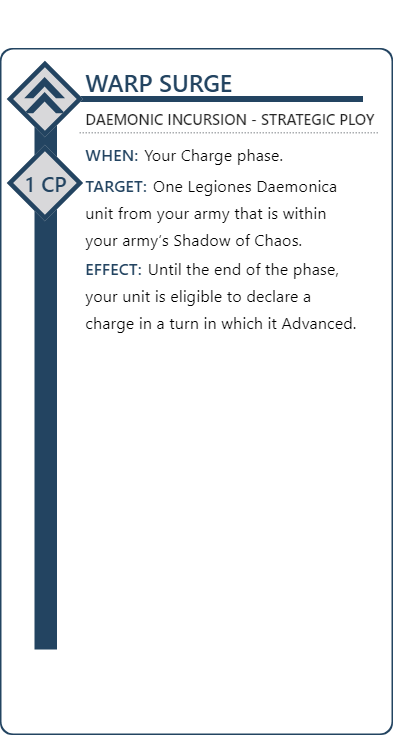 WARP SURGE
DAEMONIC INCURSION - STRATEGIC PLOY
1 CP
WHEN: Your Charge phase.
TARGET: One Legiones Daemonica
unit from your army that is within
your army’s Shadow of Chaos.
EFFECT: Until the end of the phase,
your unit is eligible to declare a
charge in a turn in which it Advanced.